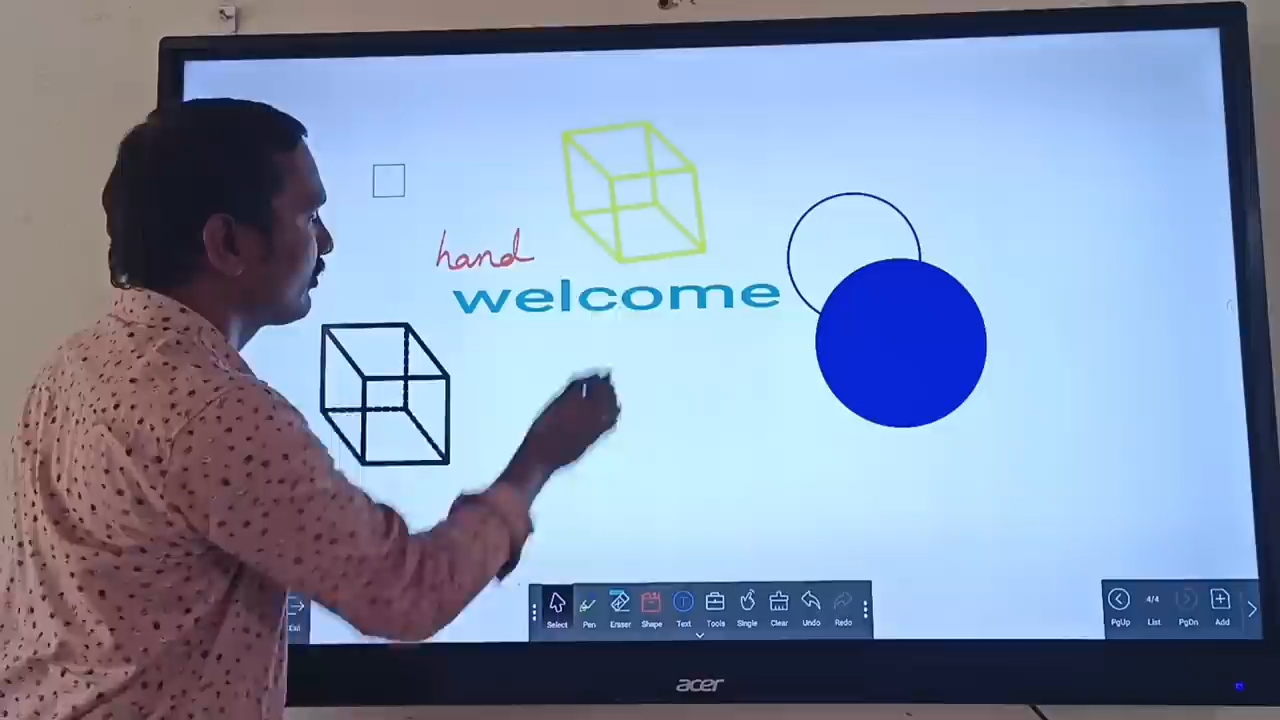 hand
welcome
Exit
Select Pen Eraser Shape Text Tools Single Clear Undo Redo
PgUp 4/4 List PgDn Add
acer